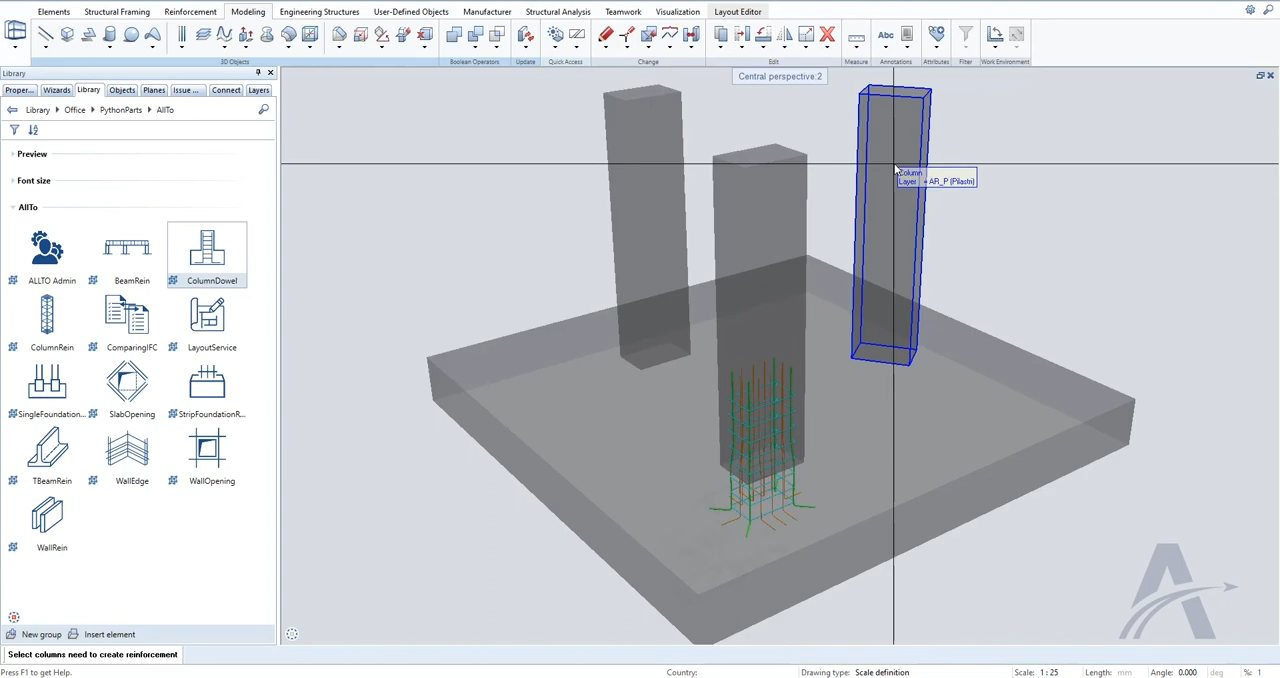 Elements Structural Framing Reinforcement Modeling Engineering Structures User-Defined Objects Manufacturer Structural Analysis Teamwork Visualization Layout Editor
Abc
3D Objects Boolean Operators Update Quick Access Change Edit Measure Annotations Attributes Filter Work Environment
Library
Proper... Wizards Library Objects Planes Issue ... Connect Layers
Library Office PythonParts AllTo
Preview
Font size
AllTo
ALLTO Admin BeamRein ColumnDowel
ColumnRein ComparingIFC LayoutService
SingleFoundation... SlabOpening StripFoundationR...
TBeamRein WallEdge WallOpening
WallRein
New group Insert element
Central perspective:2
Column
Layer = AR_P (Pilastri)
A
Select columns need to create reinforcement
Press F1 to get Help. Country: Drawing type: Scale definition Scale: 1 : 25 Length: mm Angle: 0.000 deg %: 1